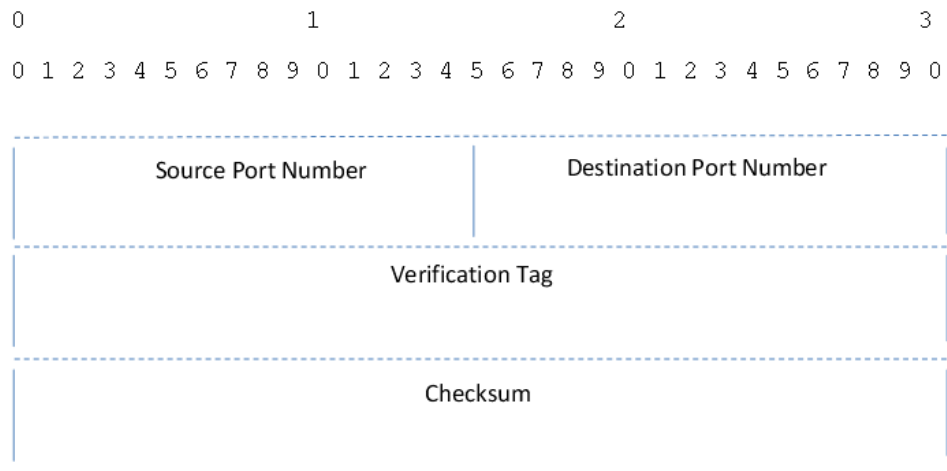 0 1 2 3
0 1 2 3 4 5 6 7 8 9 0 1 2 3 4 5 6 7 8 9 0 1 2 3 4 5 6 7 8 9 0
Source Port Number Destination Port Number
Verification Tag
Checksum